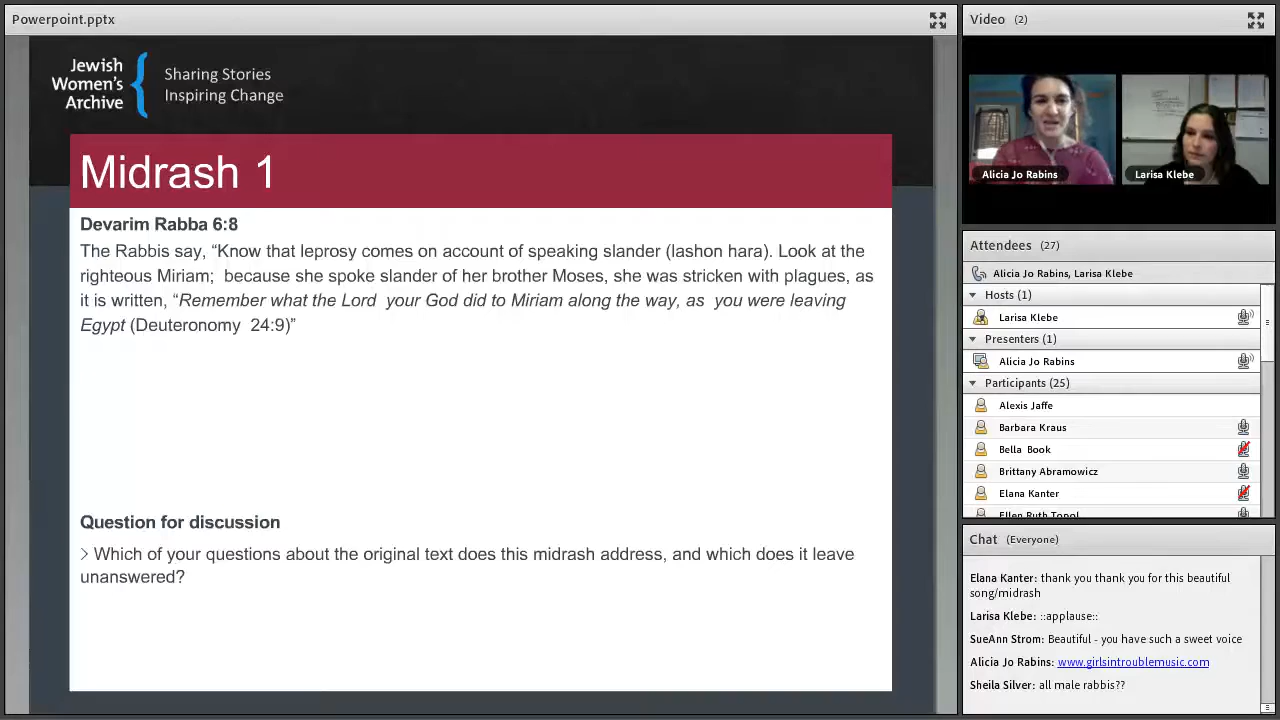 Powerpoint.pptx
Jewish
Women's
Archive
Sharing Stories
Inspiring Change
Midrash 1
Devarim Rabba 6:8
The Rabbis say, “Know that leprosy comes on account of speaking slander (lashon hara). Look at the
righteous Miriam; because she spoke slander of her brother Moses, she was stricken with plagues, as
it is written, “Remember what the Lord your God did to Miriam along the way, as you were leaving
Egypt (Deuteronomy 24:9)”
Question for discussion
> Which of your questions about the original text does this midrash address, and which does it leave
unanswered?
Video (2)
Alicia Jo Rabins
Larisa Klebe
Attendees (27)
Alicia Jo Rabins, Larisa Klebe
Hosts (1)
Larisa Klebe
Presenters (1)
Alicia Jo Rabins
Participants (25)
Alexis Jaffe
Barbara Kraus
Bella Book
Brittany Abramowicz
Elana Kanter
Ellen Ruth Topol
Chat (Everyone)
Elana Kanter: thank you thank you for this beautiful
song/midrash
Larisa Klebe: ::applause::
SueAnn Strom: Beautiful - you have such a sweet voice
Alicia Jo Rabins: www.girlsintroublemusic.com
Sheila Silver: all male rabbis??